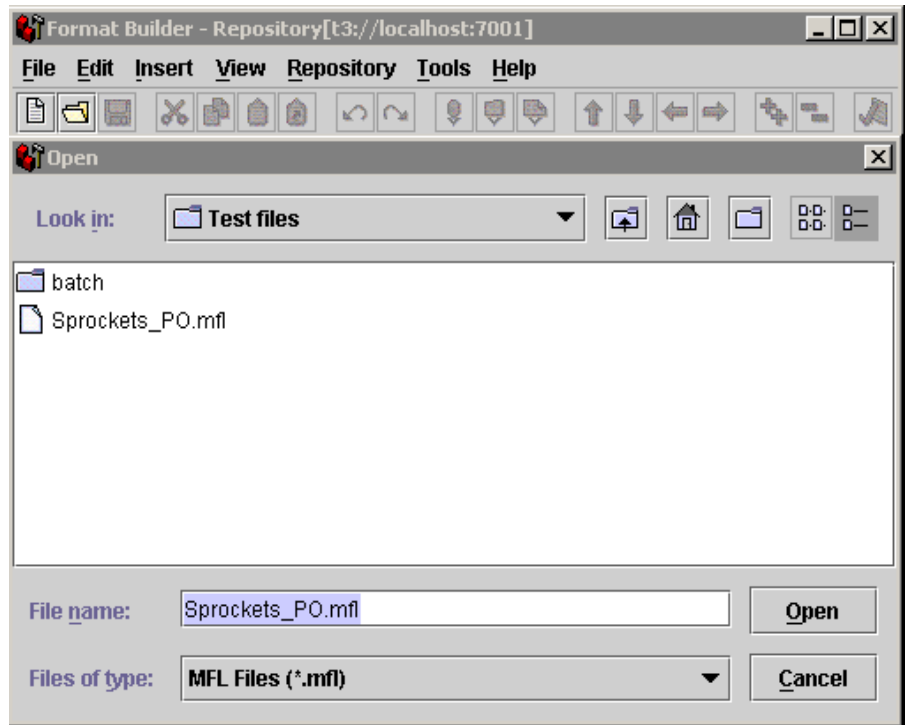 Format Builder - Repository[t3://localhost:7001]
File Edit Insert View Repository Tools Help
Open
Look in: Test files
batch
Sprockets_PO.mfl
File name: Sprockets_PO.mfl Open
Files of type: MFL Files (*.mfl) Cancel